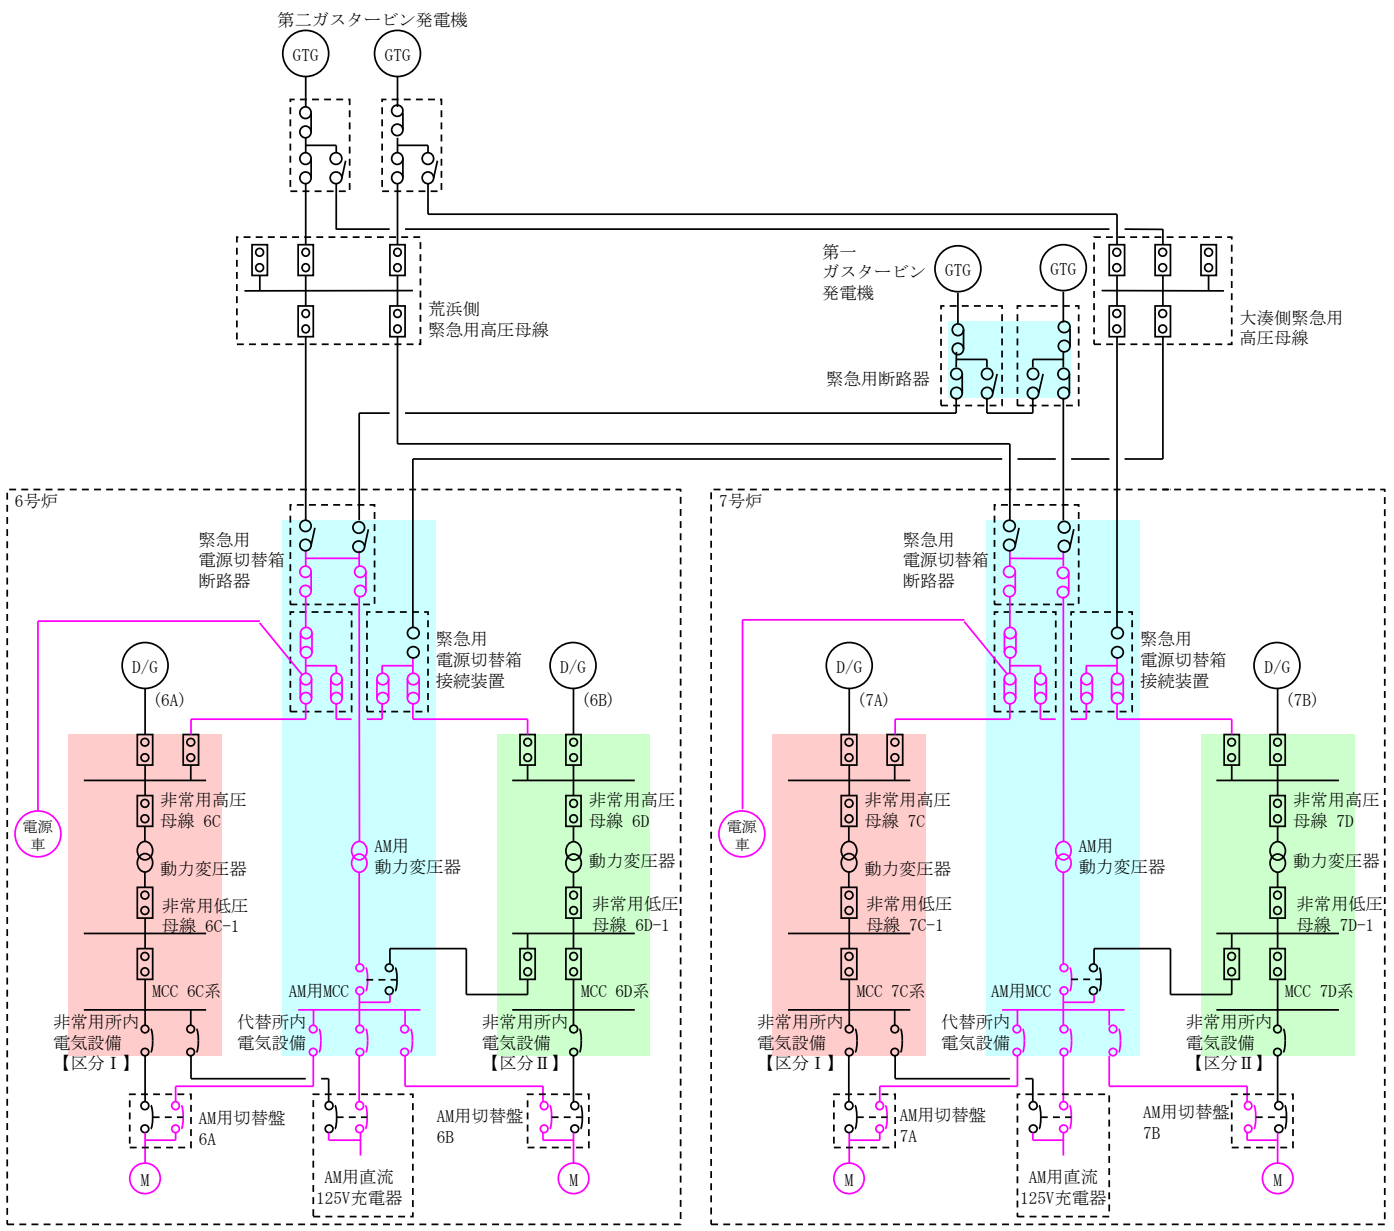 第二ガスタービン発電機
GTG
GTG
荒浜側
緊急用高圧母線
第一
ガスタービン
発電機
GTG
GTG
緊急用断路器
大湊側緊急用
高圧母線
6号炉
緊急用
電源切替箱
断路器
緊急用
電源切替箱
接続装置
D/G
(6A)
D/G
(6B)
電源
車
非常用高圧
母線 6C
動力変圧器
非常用低圧
母線 6C-1
MCC 6C系
非常用所内
電気設備
【区分Ⅰ】
AM用
動力変圧器
AM用MCC
代替所内
電気設備
非常用高圧
母線 6D
動力変圧器
非常用低圧
母線 6D-1
MCC 6D系
非常用所内
電気設備
【区分Ⅱ】
AM用切替盤
6A
M
AM用直流
125V充電器
AM用切替盤
6B
M
7号炉
緊急用
電源切替箱
断路器
緊急用
電源切替箱
接続装置
D/G
(7A)
D/G
(7B)
電源
車
非常用高圧
母線 7C
動力変圧器
非常用低圧
母線 7C-1
MCC 7C系
非常用所内
電気設備
【区分Ⅰ】
AM用
動力変圧器
AM用MCC
代替所内
電気設備
非常用高圧
母線 7D
動力変圧器
非常用低圧
母線 7D-1
MCC 7D系
非常用所内
電気設備
【区分Ⅱ】
AM用切替盤
7A
M
AM用直流
125V充電器
AM用切替盤
7B
M